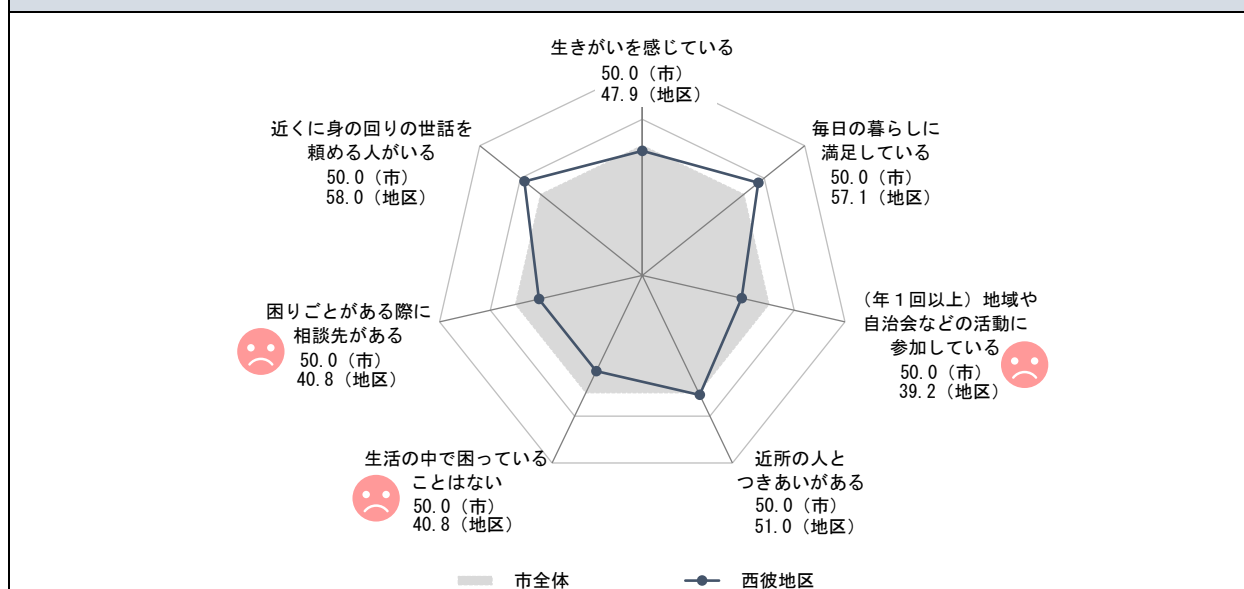 生きがいを感じている
50.0（市）
47.9（地区）
毎日の暮らしに
満足している
50.0（市）
57.1（地区）
（年１回以上）地域や
自治会などの活動に
参加している
50.0（市）
39.2（地区）
近所の人と
つきあいがある
50.0（市）
51.0（地区）
生活の中で困っている
ことはない
50.0（市）
40.8（地区）
困りごとがある際に
相談先がある
50.0（市）
40.8（地区）
近くに身の回りの世話を
頼める人がいる
50.0（市）
58.0（地区）
市全体
西彼地区